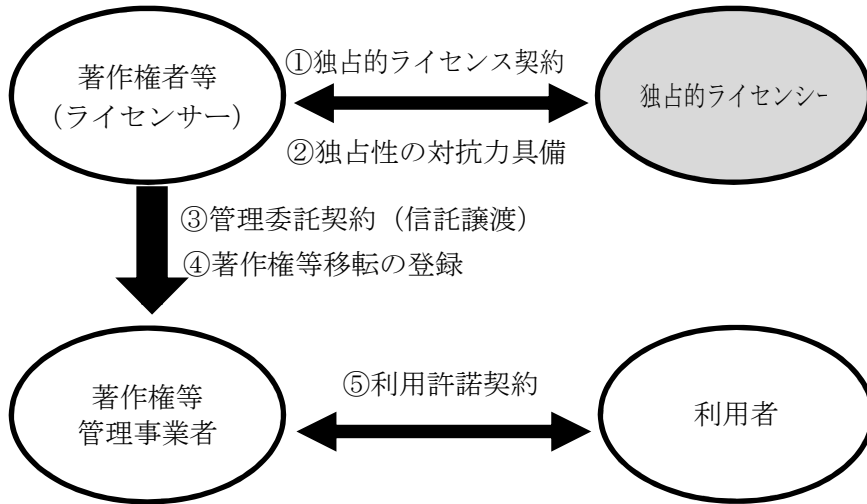 著作権者等
（ライセンサー）
①独占的ライセンス契約
②独占性の対抗力具備
独占的ライセンシー
③管理委託契約（信託譲渡）
④著作権等移転の登録
著作権等
管理事業者
⑤利用許諾契約
利用者